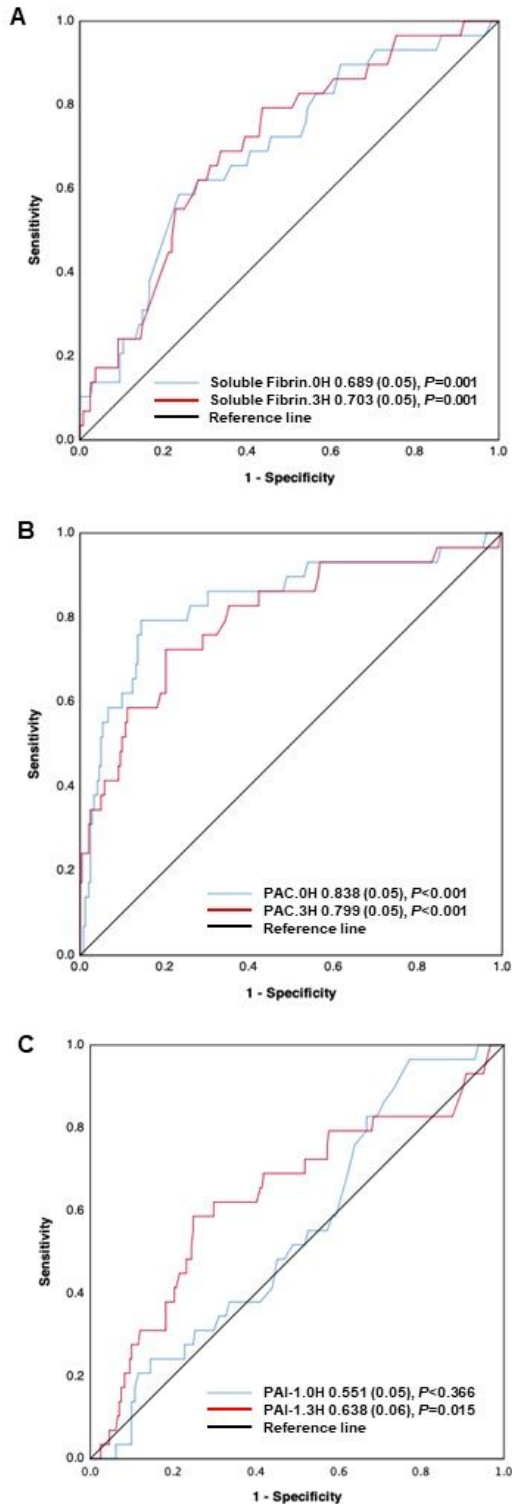 A
1.0
0.8
0.6
0.4
0.2
0.0
Sensitivity
Soluble Fibrin.0H 0.689 (0.05), P=0.001
Soluble Fibrin.3H 0.703 (0.05), P=0.001
Reference line
0.0 0.2 0.4 0.6 0.8 1.0
1 - Specificity
B
1.0
0.8
0.6
0.4
0.2
0.0
Sensitivity
PAC.0H 0.838 (0.05), P<0.001
PAC.3H 0.799 (0.05), P<0.001
Reference line
0.0 0.2 0.4 0.6 0.8 1.0
1 - Specificity
C
1.0
0.8
0.6
0.4
0.2
0.0
Sensitivity
PAI-1.0H 0.551 (0.05), P<0.366
PAI-1.3H 0.638 (0.06), P=0.015
Reference line
0.0 0.2 0.4 0.6 0.8 1.0
1 - Specificity